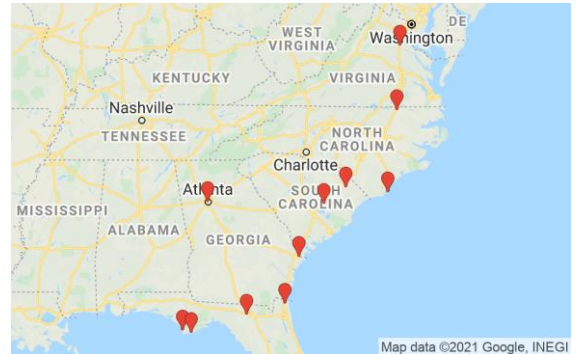 WEST
VIRGINIA
DE
Washington
KENTUCKY
VIRGINIA
Nashville
TENNESSEE
NORTH
CAROLINA
Charlotte
Atlanta
SOUTH
CAROLINA
MISSISSIPPI
ALABAMA
GEORGIA
Map data ©2021 Google, INEGI